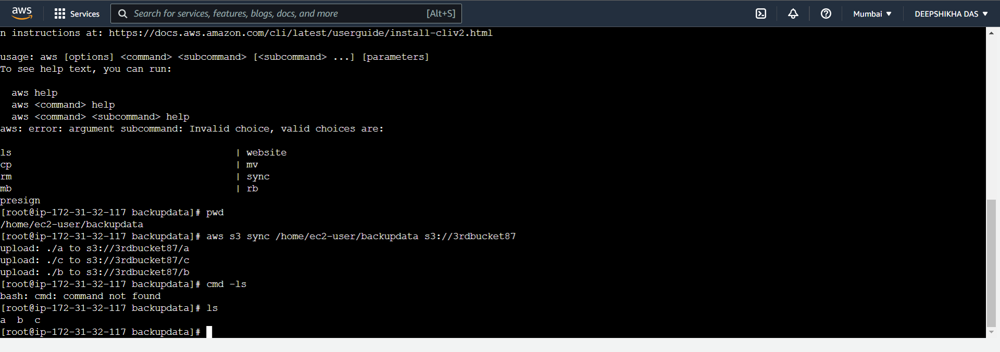 aws Services Search for services, features, blogs, docs, and more [Alt+S] Mumbai ▼ DEEPSHIKHA DAS ▼
n instructions at: https://docs.aws.amazon.com/cli/latest/userguide/install-cliv2.html
usage: aws [options] <command> <subcommand> [<subcommand> ...] [parameters]
To see help text, you can run:
  aws help
  aws <command> help
  aws <command> <subcommand> help
aws: error: argument subcommand: Invalid choice, valid choices are:
ls                                       | website
cp                                       | mv
rm                                       | sync
mb                                       | rb
presign
[root@ip-172-31-32-117 backupdata]# pwd
/home/ec2-user/backupdata
[root@ip-172-31-32-117 backupdata]# aws s3 sync /home/ec2-user/backupdata s3://3rdbucket87
upload: ./a to s3://3rdbucket87/a
upload: ./c to s3://3rdbucket87/c
upload: ./b to s3://3rdbucket87/b
[root@ip-172-31-32-117 backupdata]# cmd -ls
bash: cmd: command not found
[root@ip-172-31-32-117 backupdata]# ls
a  b  c
[root@ip-172-31-32-117 backupdata]#